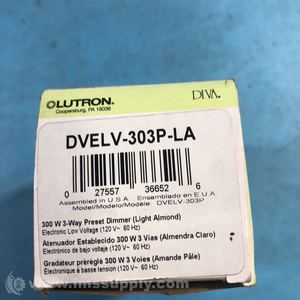 LUTRON.
Coopersburg, PA 18036
DIVA.
DVELV-303P-LA
0 27557 36652 6
Assembled in U.S.A. Ensamblado en E.U.A.
Model/Modelo/Modèle: DVELV-303P
300 W 3-Way Preset Dimmer (Light Almond)
Electronic Low Voltage (120 V~ 60 Hz)
Atenuador Establecido 300 W 3 Vías (Almendra Claro)
Electrónico de bajo voltaje (120 V~ 60 Hz)
Gradateur préréglé 300 W 3 Voies (Amande Pâle)
Électronique à basse tension (120 V~ 60 Hz)
www.imssupply.com